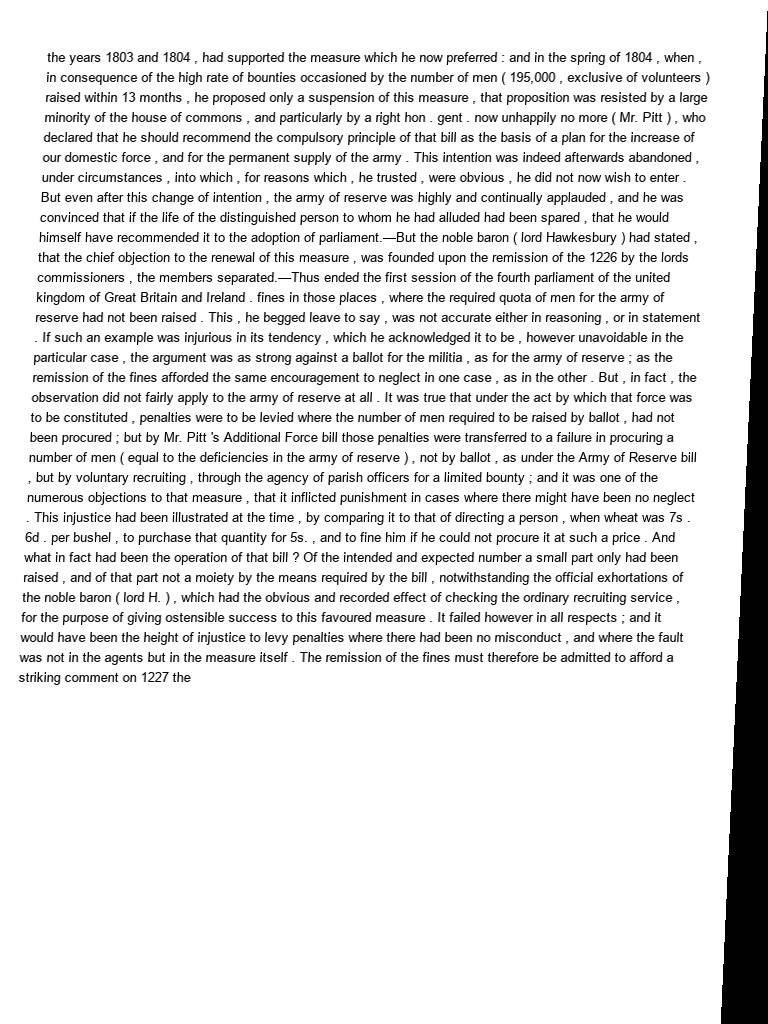 the years 1803 and 1804 , had supported the measure which he now preferred : and in the spring of 1804 , when ,
in consequence of the high rate of bounties occasioned by the number of men ( 195,000 , exclusive of volunteers )
raised within 13 months , he proposed only a suspension of this measure , that proposition was resisted by a large
minority of the house of commons , and particularly by a right hon . gent . now unhappily no more ( Mr. Pitt ) , who
declared that he should recommend the compulsory principle of that bill as the basis of a plan for the increase of
our domestic force , and for the permanent supply of the army . This intention was indeed afterwards abandoned ,
under circumstances , into which , for reasons which , he trusted , were obvious , he did not now wish to enter .
But even after this change of intention , the army of reserve was highly and continually applauded , and he was
convinced that if the life of the distinguished person to whom he had alluded had been spared , that he would
himself have recommended it to the adoption of parliament.—But the noble baron ( lord Hawkesbury ) had stated ,
that the chief objection to the renewal of this measure , was founded upon the remission of the 1226 by the lords
commissioners , the members separated.—Thus ended the first session of the fourth parliament of the united
kingdom of Great Britain and Ireland . fines in those places , where the required quota of men for the army of
reserve had not been raised . This , he begged leave to say , was not accurate either in reasoning , or in statement
. If such an example was injurious in its tendency , which he acknowledged it to be , however unavoidable in the
particular case , the argument was as strong against a ballot for the militia , as for the army of reserve ; as the
remission of the fines afforded the same encouragement to neglect in one case , as in the other . But , in fact , the
observation did not fairly apply to the army of reserve at all . It was true that under the act by which that force was
to be constituted , penalties were to be levied where the number of men required to be raised by ballot , had not
been procured ; but by Mr. Pitt 's Additional Force bill those penalties were transferred to a failure in procuring a
number of men ( equal to the deficiencies in the army of reserve ) , not by ballot , as under the Army of Reserve bill
, but by voluntary recruiting , through the agency of parish officers for a limited bounty ; and it was one of the
numerous objections to that measure , that it inflicted punishment in cases where there might have been no neglect
. This injustice had been illustrated at the time , by comparing it to that of directing a person , when wheat was 7s .
6d . per bushel , to purchase that quantity for 5s. , and to fine him if he could not procure it at such a price . And
what in fact had been the operation of that bill ? Of the intended and expected number a small part only had been
raised , and of that part not a moiety by the means required by the bill , notwithstanding the official exhortations of
the noble baron ( lord H. ) , which had the obvious and recorded effect of checking the ordinary recruiting service ,
for the purpose of giving ostensible success to this favoured measure . It failed however in all respects ; and it
would have been the height of injustice to levy penalties where there had been no misconduct , and where the fault
was not in the agents but in the measure itself . The remission of the fines must therefore be admitted to afford a
striking comment on 1227 the